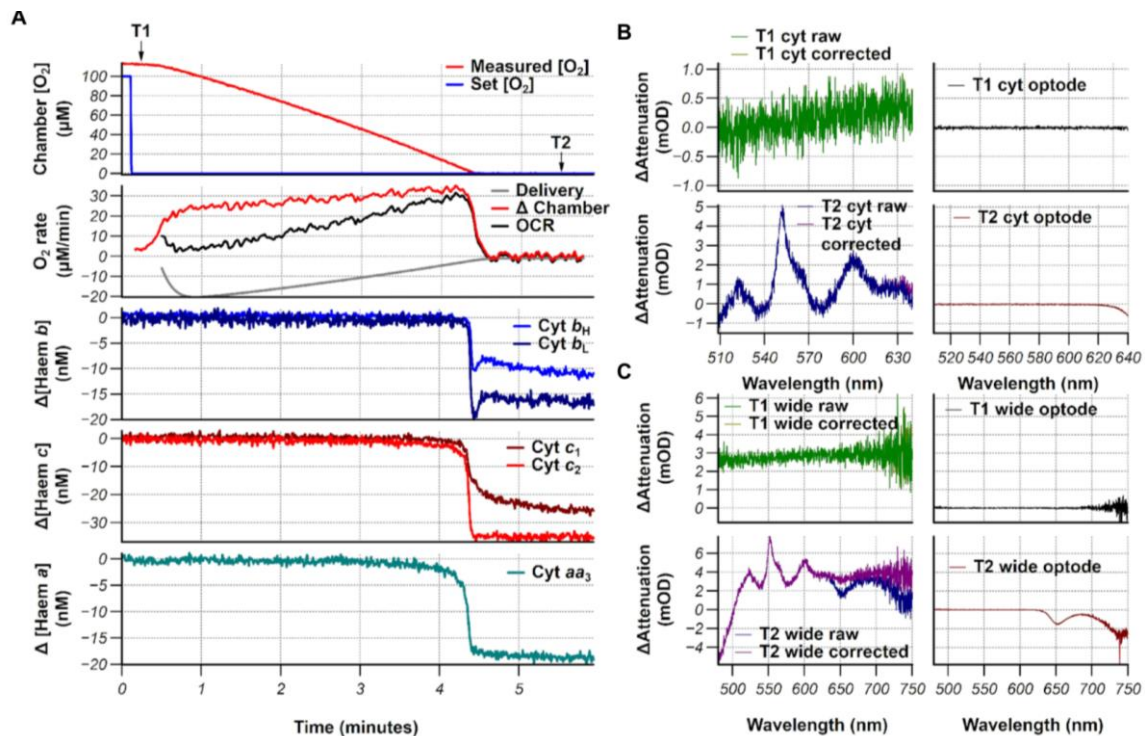 A
T1
Measured [O₂]
Set [O₂]
T2
Chamber [O₂]
(µM)
100
80
60
40
20
0
Delivery
Δ Chamber
OCR
O₂ rate
(µM/min)
30
20
10
0
−10
−20
Cyt bH
Cyt bL
Δ[Haem b]
(nM)
0
−5
−10
−15
−20
Cyt c₁
Cyt c₂
Δ[Haem c]
(nM)
0
−10
−20
−30
Cyt aa₃
Δ [Haem a]
(nM)
0
−5
−10
−15
−20
0 1 2 3 4 5
Time (minutes)
B
T1 cyt raw
T1 cyt corrected
ΔAttenuation
(mOD)
1.0
0.5
0.0
−0.5
−1.0
T1 cyt optode
T2 cyt raw
T2 cyt
corrected
ΔAttenuation
(mOD)
5
4
3
2
1
0
−1
510 540 570 600 630
Wavelength (nm)
T2 cyt optode
520 540 560 580 600 620 640
Wavelength (nm)
C
T1 wide raw
T1 wide corrected
ΔAttenuation
(mOD)
6
5
4
3
2
1
0
T1 wide optode
T2 wide raw
T2 wide corrected
ΔAttenuation
(mOD)
6
4
2
0
−2
−4
500 550 600 650 700 750
Wavelength (nm)
T2 wide optode
500 550 600 650 700 750
Wavelength (nm)